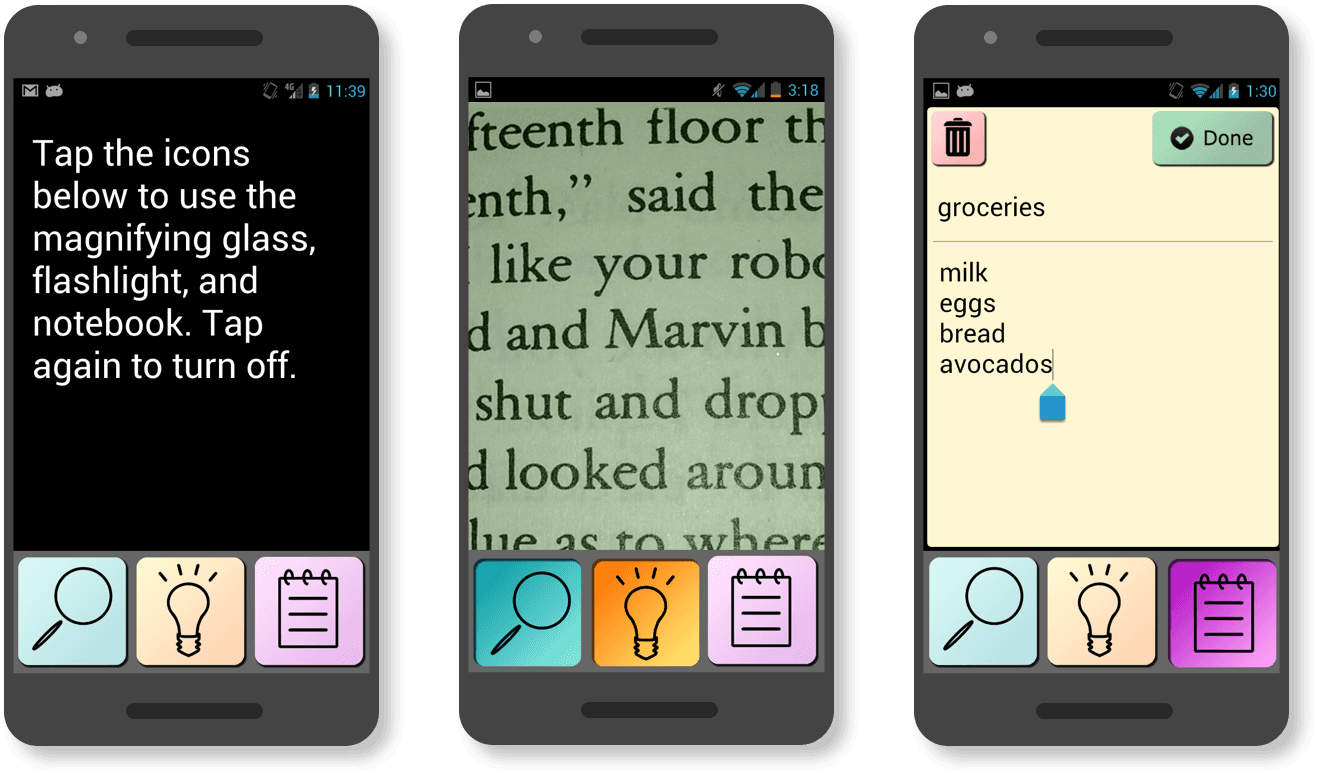 4G 11:39
Tap the icons
below to use the
magnifying glass,
flashlight, and
notebook. Tap
again to turn off.
3:18
fteenth floor th
enth,” said the
like your robo
d and Marvin b
shut and dropp
d looked aroun
lue as to where
1:30
Done
groceries
milk
eggs
bread
avocados